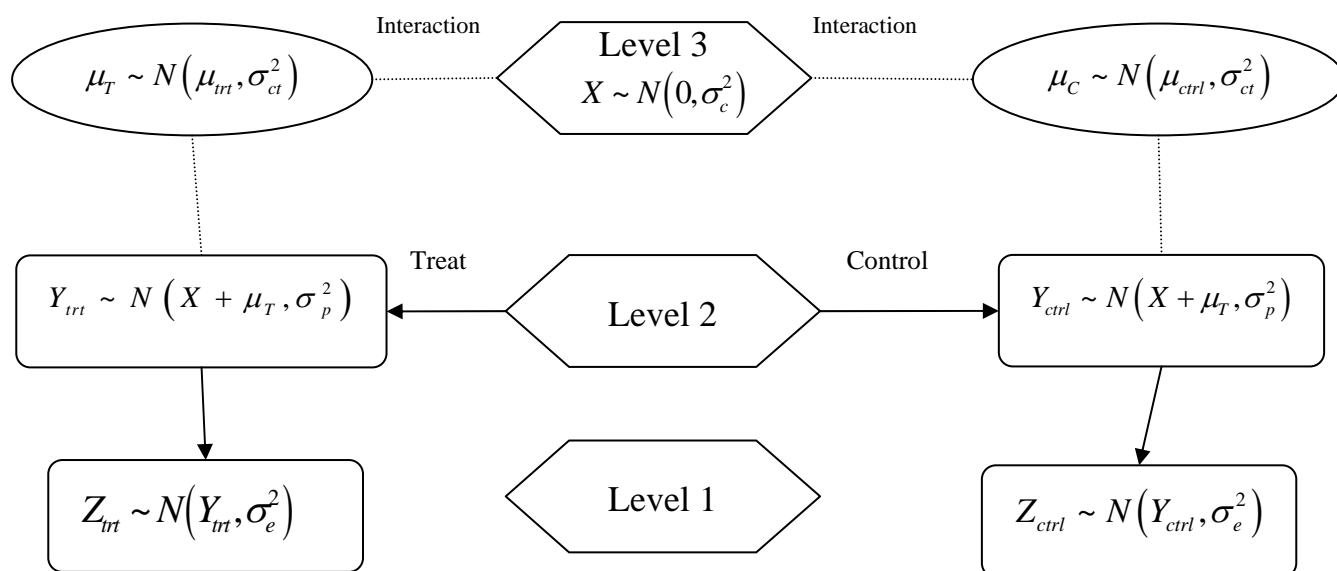 Interaction
Interaction
Level 3
μ_T ~ N(μ_trt, σ_ct^2)
X ~ N(0, σ_c^2)
μ_C ~ N(μ_ctrl, σ_ct^2)
Treat
Control
Y_trt ~ N(X + μ_T, σ_p^2)
Level 2
Y_ctrl ~ N(X + μ_T, σ_p^2)
Z_trt ~ N(Y_trt, σ_e^2)
Level 1
Z_ctrl ~ N(Y_ctrl, σ_e^2)